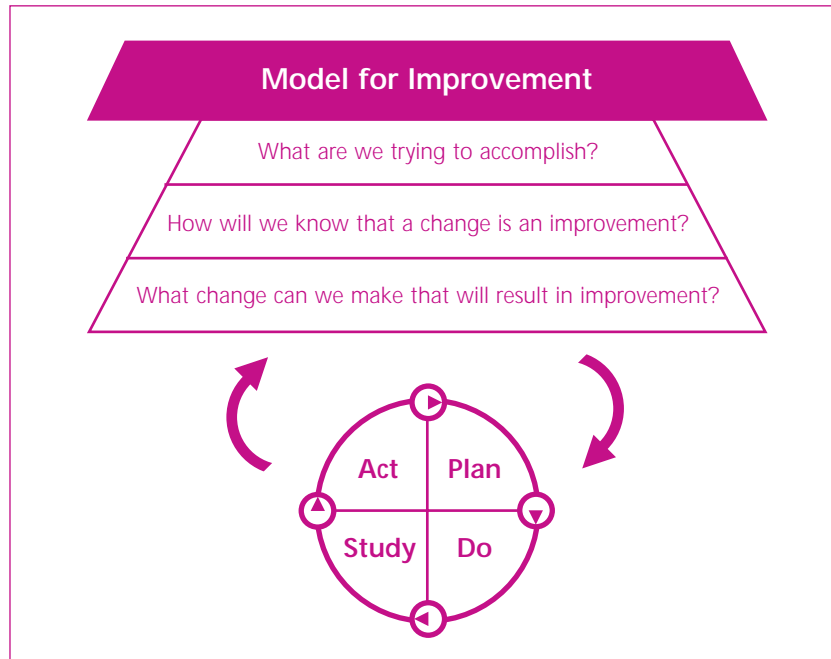 Model for Improvement
What are we trying to accomplish?
How will we know that a change is an improvement?
What change can we make that will result in improvement?
Act Plan
Study Do